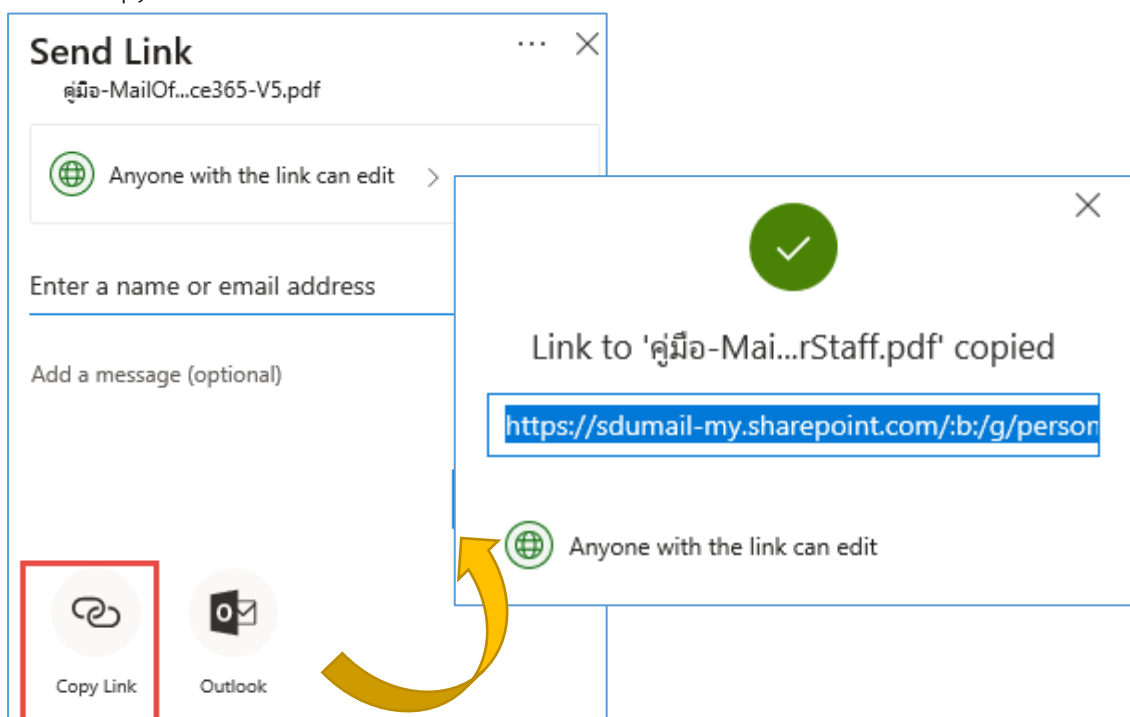 Send Link
คู่มือ-MailOf...ce365-V5.pdf
Anyone with the link can edit
Enter a name or email address
Add a message (optional)
Copy Link
Outlook
Link to 'คู่มือ-Mai...rStaff.pdf' copied
https://sdumail-my.sharepoint.com/:b:/g/person
Anyone with the link can edit